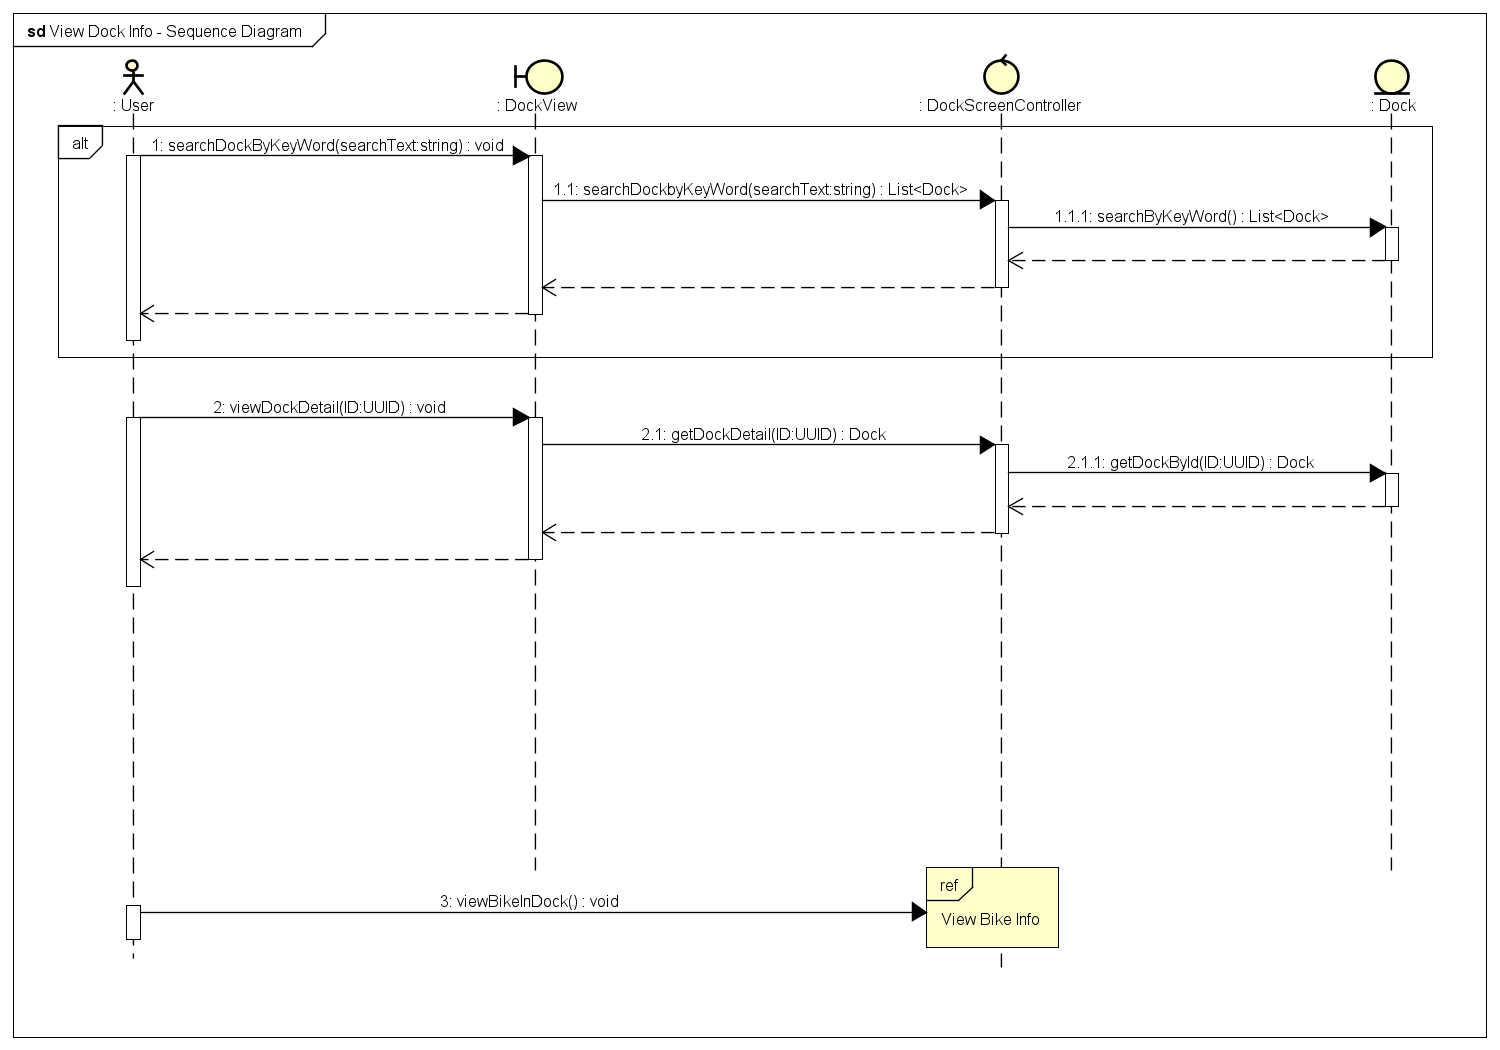 sd View Dock Info - Sequence Diagram
: User
: DockView
: DockScreenController
: Dock
alt
1: searchDockByKeyWord(searchText:string) : void
1.1: searchDockbyKeyWord(searchText:string) : List<Dock>
1.1.1: searchByKeyWord() : List<Dock>
2: viewDockDetail(ID:UUID) : void
2.1: getDockDetail(ID:UUID) : Dock
2.1.1: getDockById(ID:UUID) : Dock
ref
3: viewBikeInDock() : void
View Bike Info